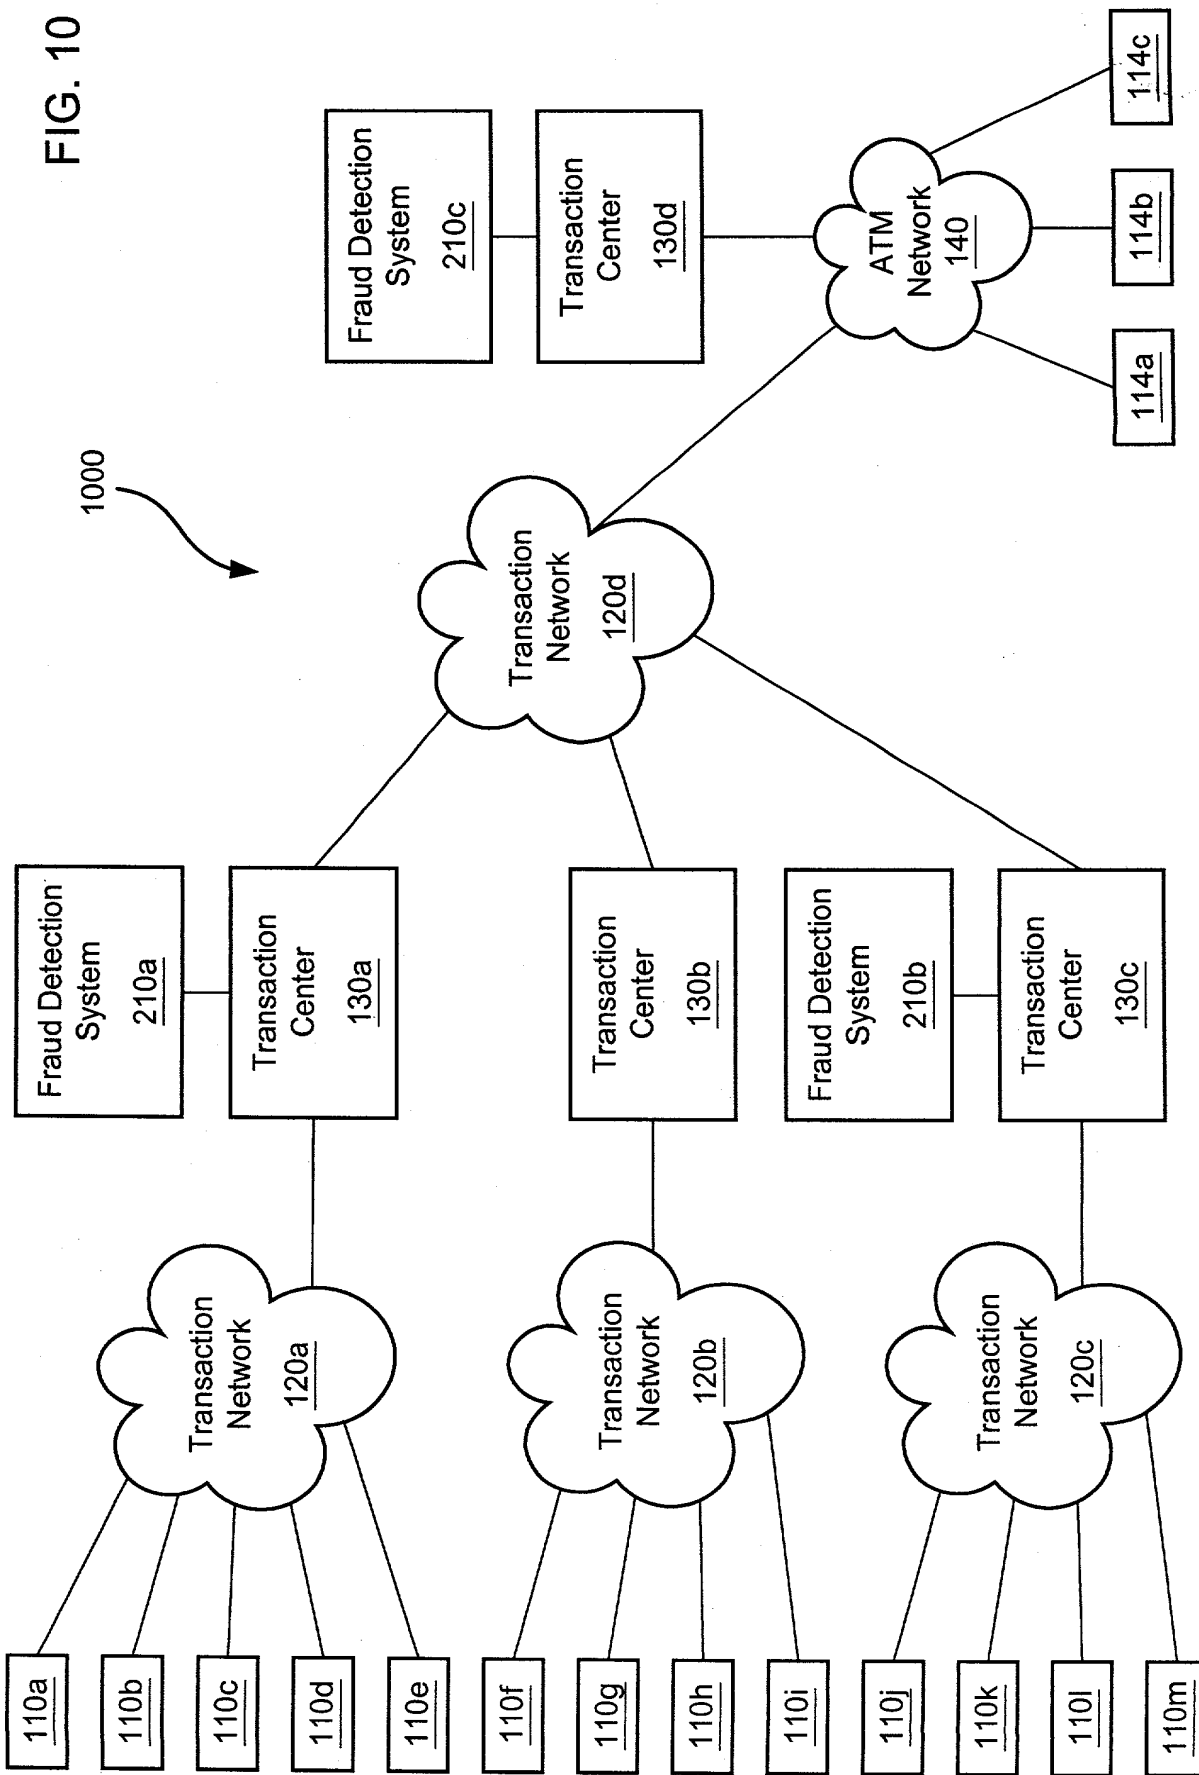 FIG. 10
1000
Fraud Detection
System
210a
Transaction
Center
130a
Transaction
Network
120a
110a
110b
110c
110d
110e
Transaction
Center
130b
Transaction
Network
120b
110f
110g
110h
110i
Fraud Detection
System
210b
Transaction
Center
130c
Transaction
Network
120c
110j
110k
110l
110m
Transaction
Network
120d
Fraud Detection
System
210c
Transaction
Center
130d
ATM
Network
140
114a
114b
114c